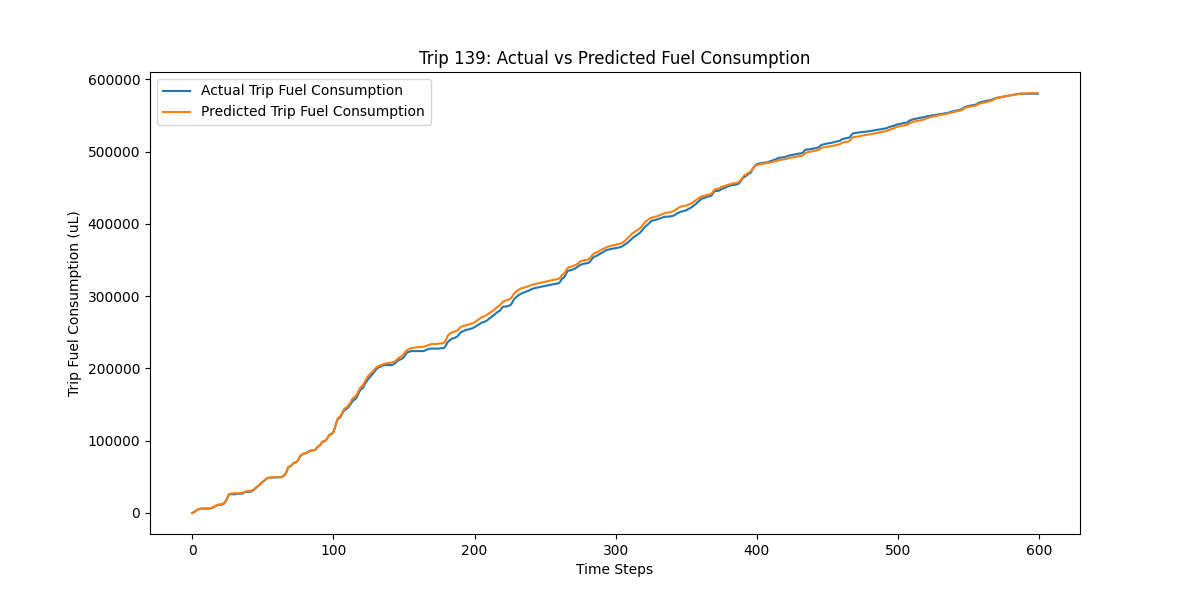 Trip 139: Actual vs Predicted Fuel Consumption
Actual Trip Fuel Consumption
Predicted Trip Fuel Consumption
Trip Fuel Consumption (uL)
600000
500000
400000
300000
200000
100000
0
0 100 200 300 400 500 600
Time Steps